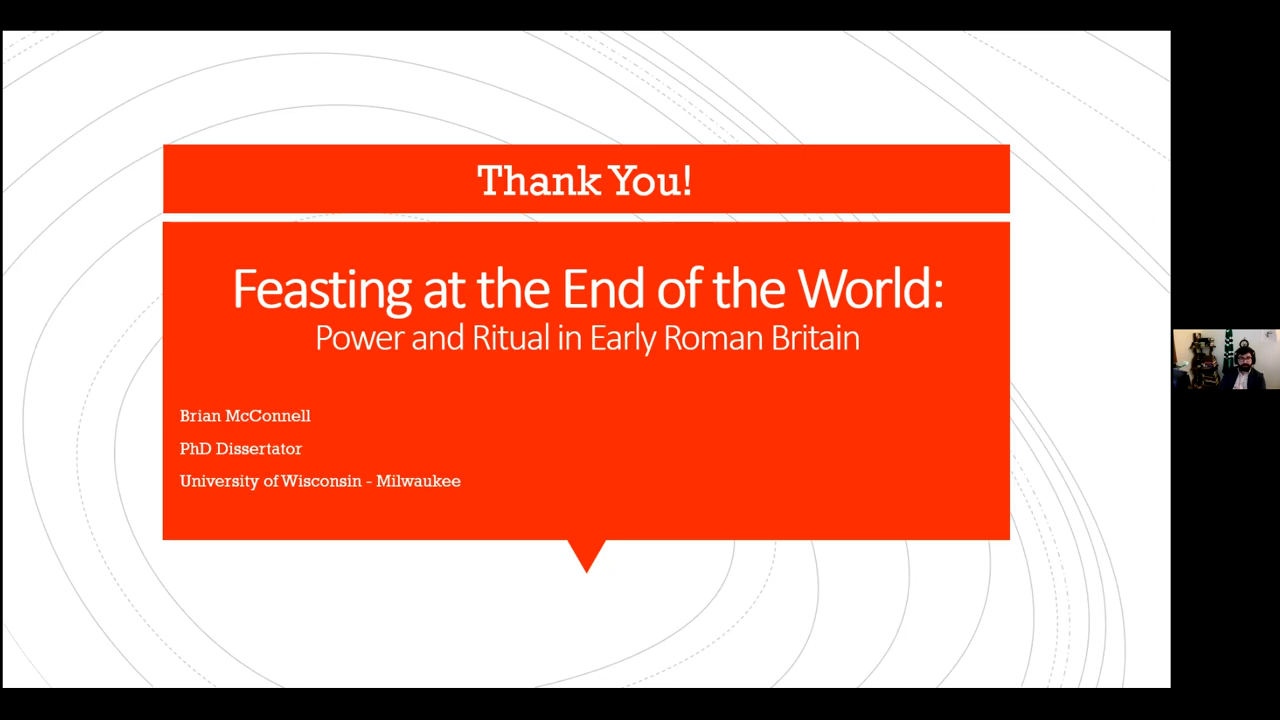 Thank You!
Feasting at the End of the World:
Power and Ritual in Early Roman Britain
Brian McConnell
PhD Dissertator
University of Wisconsin - Milwaukee